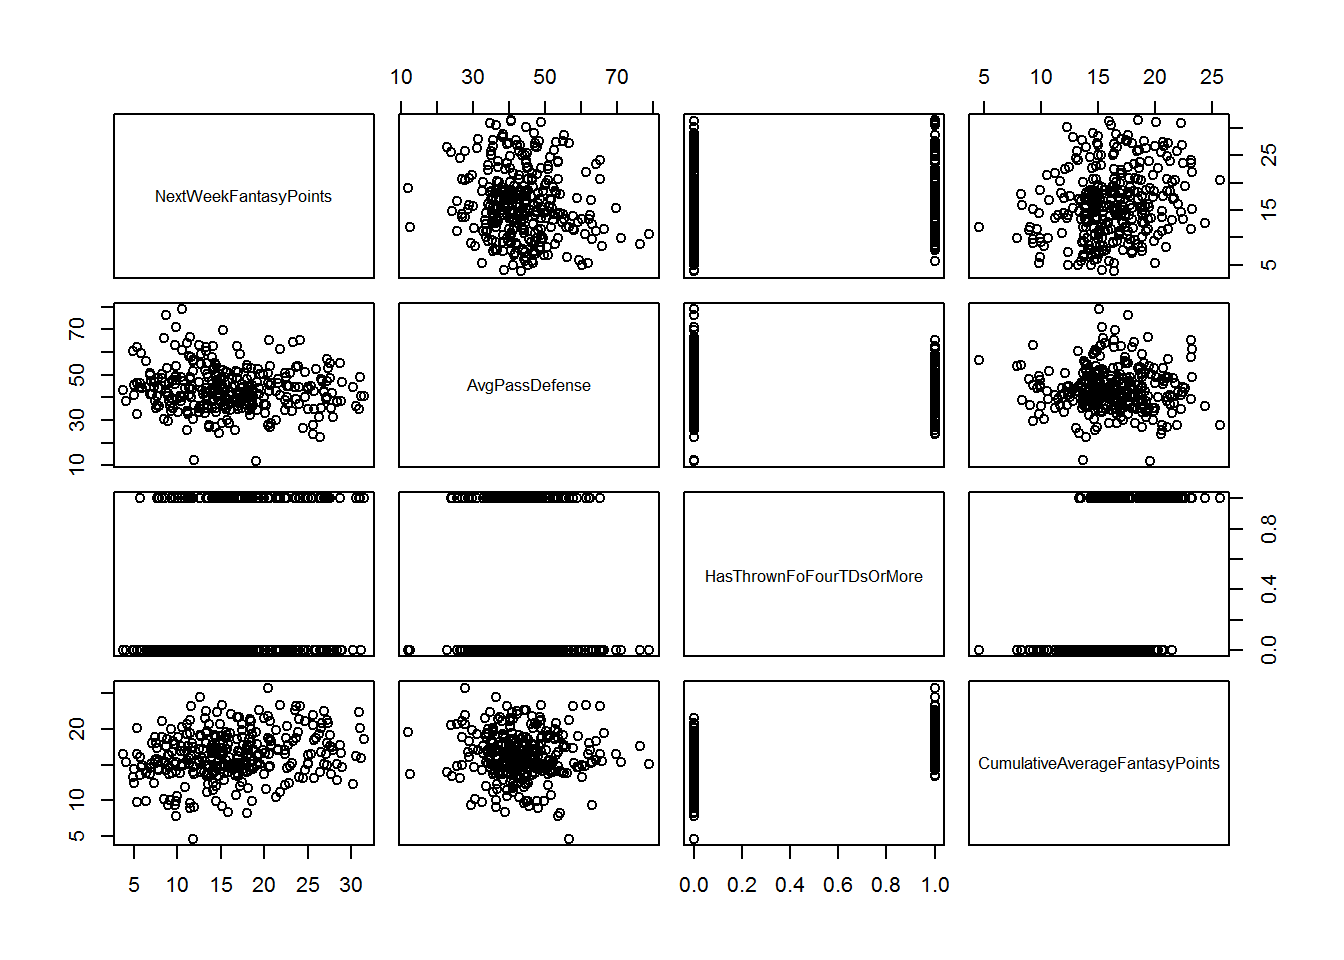 10 30 50 70 5 10 15 20 25
NextWeekFantasyPoints
5 15 25
10 30 50 70
AvgPassDefense
HasThrownFoFourTDsOrMore
0.0 0.4 0.8
5 10 20
CumulativeAverageFantasyPoints
5 10 15 20 25 30 0.0 0.2 0.4 0.6 0.8 1.0